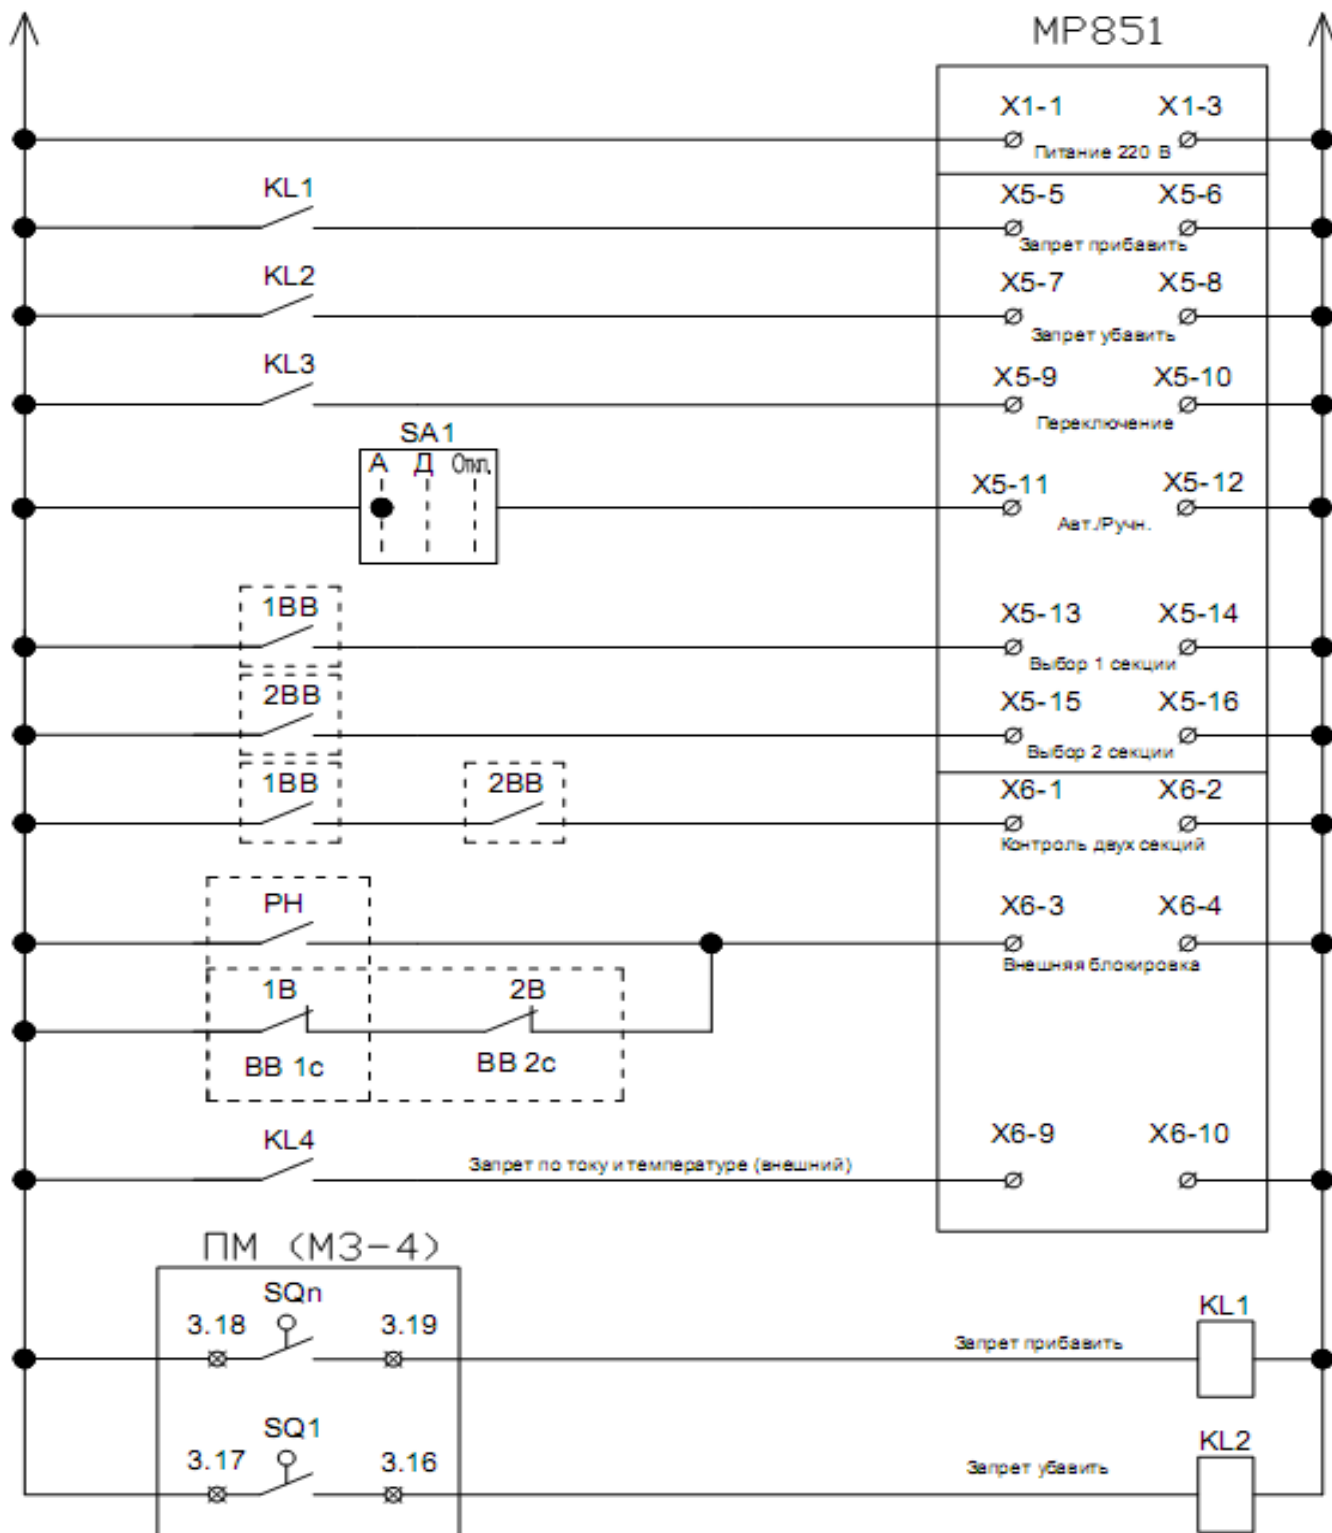 МР851
X1-1 X1-3
Питание 220 В
KL1 X5-5 X5-6
Запрет прибавить
KL2 X5-7 X5-8
Запрет убавить
KL3 X5-9 X5-10
Переключение
SA1
А Д Откл.
X5-11 X5-12
Авт./Ручн.
1ВВ X5-13 X5-14
Выбор 1 секции
2ВВ X5-15 X5-16
Выбор 2 секции
1ВВ 2ВВ X6-1 X6-2
Контроль двух секций
РН X6-3 X6-4
Внешняя блокировка
1В 2В
ВВ 1с ВВ 2с
KL4 X6-9 X6-10
Запрет по току и температуре (внешний)
ПМ (МЗ-4)
SQn KL1
3.18 3.19
Запрет прибавить
SQ1 KL2
3.17 3.16
Запрет убавить